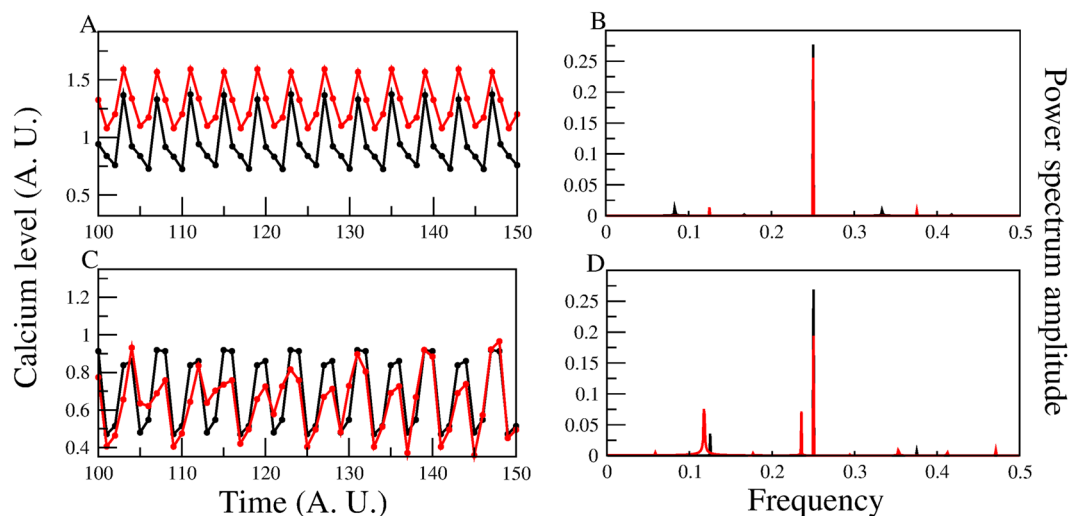 A
B
1.5
1
0.5
100 110 120 130 140 150
0.25
0.2
0.15
0.1
0.05
0
0 0.1 0.2 0.3 0.4 0.5
C
D
1.2
1
0.8
0.6
0.4
100 110 120 130 140 150
0.25
0.2
0.15
0.1
0.05
0
0 0.1 0.2 0.3 0.4 0.5
Calcium level (A. U.)
Time (A. U.)
Frequency
Power spectrum amplitude